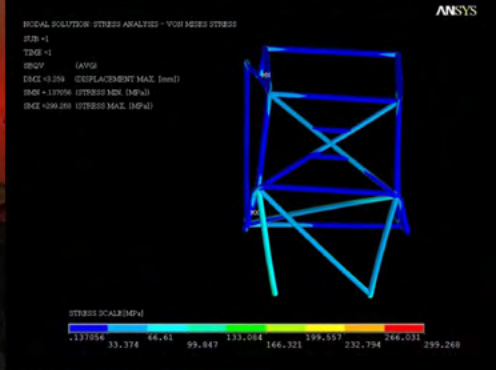 ANSYS
NODAL SOLUTION: STRESS ANALYSIS - VON MISES STRESS
SUB =1
TIME =1
SEQV (AVG)
DMX =3.259 (DISPLACEMENT MAX. [mm])
SMN =.137056 (STRESS MIN. [MPa])
SMX =299.268 (STRESS MAX. [MPa])
MX
STRESS SCALE[MPa]
.137056 66.61 133.084 199.557 266.031
33.374 99.847 166.321 232.794 299.268